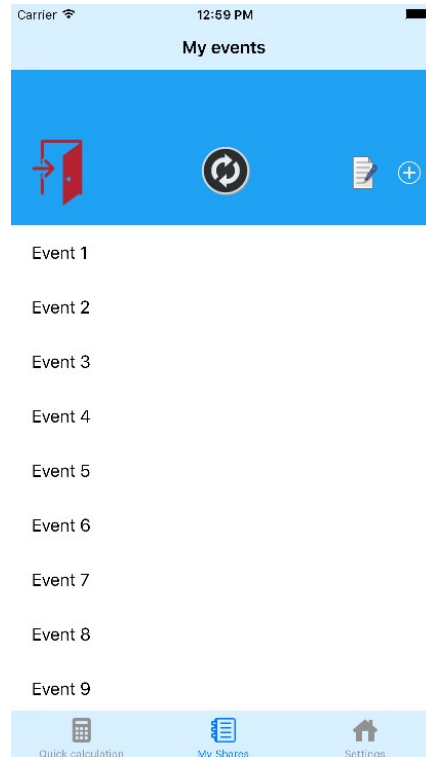 Carrier 12:59 PM
My events
Event 1
Event 2
Event 3
Event 4
Event 5
Event 6
Event 7
Event 8
Event 9
Quick calculation My Shares Settings